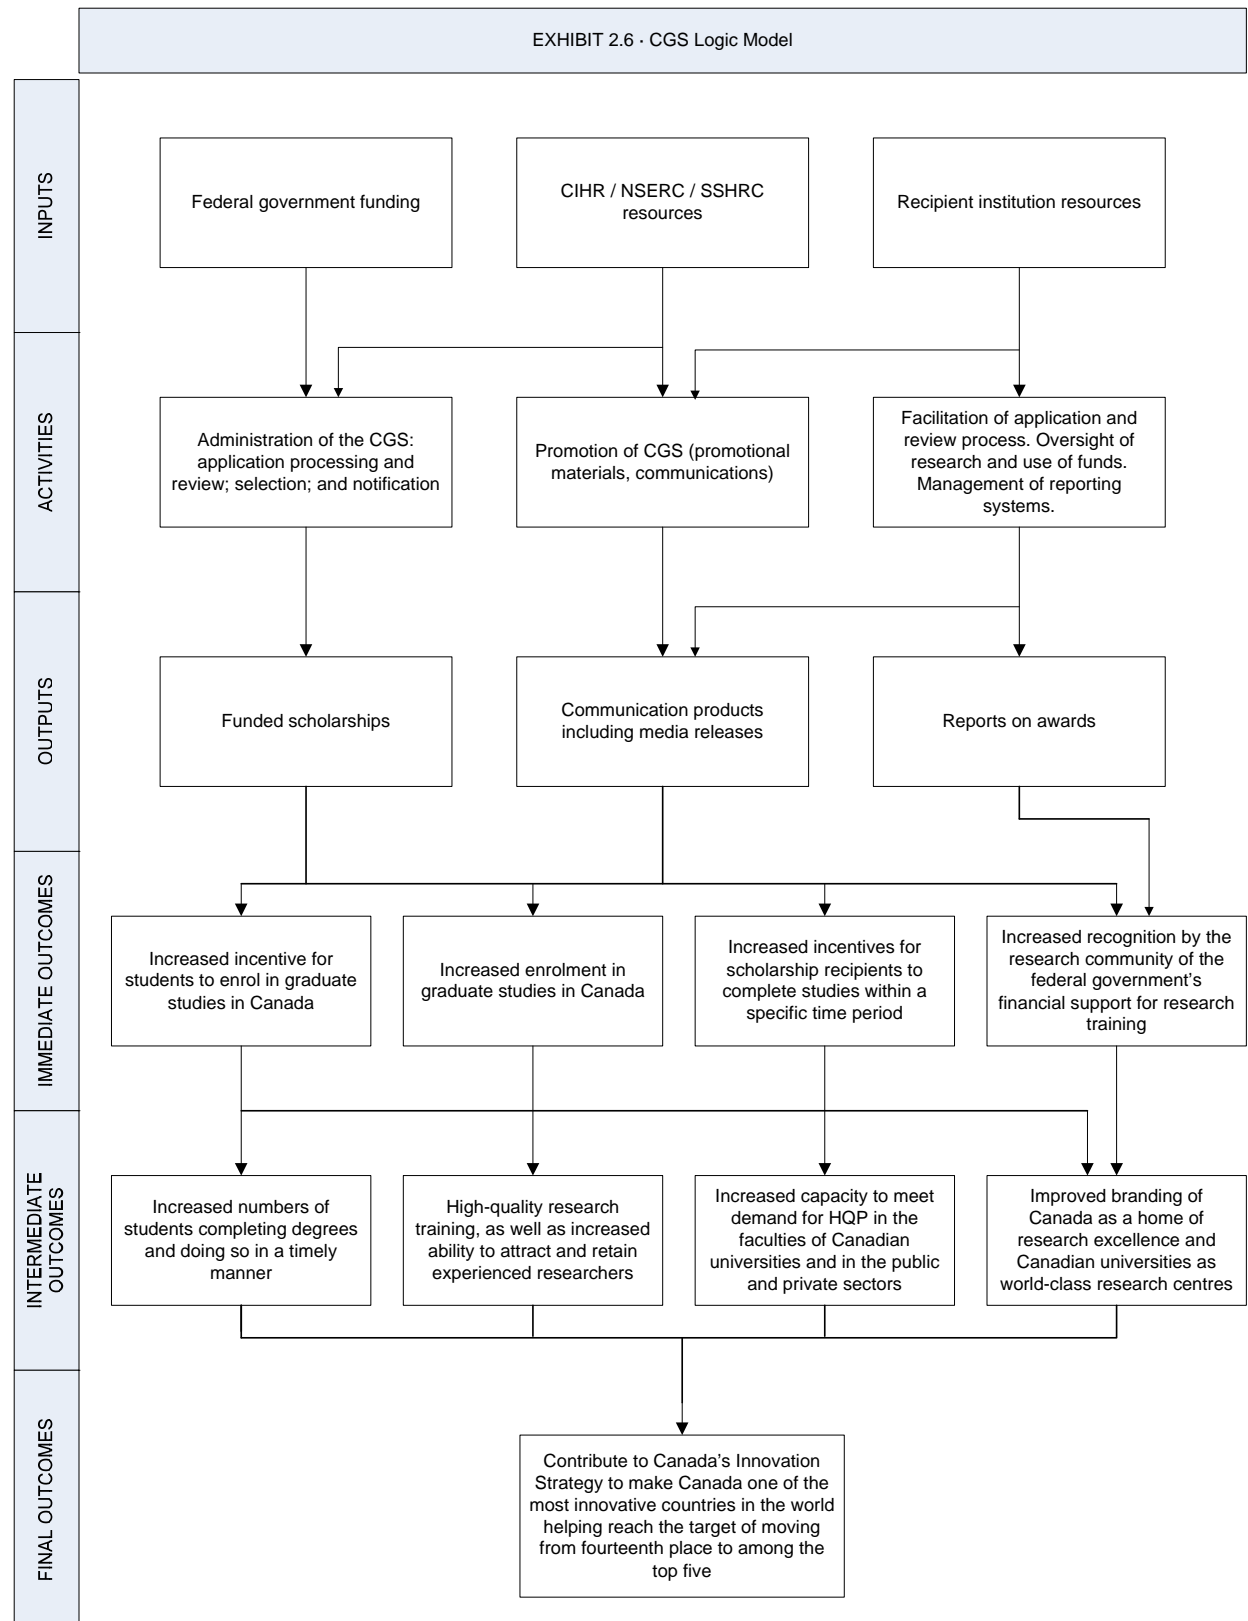 EXHIBIT 2.6 · CGS Logic Model
INPUTS
Federal government funding
CIHR / NSERC / SSHRC
resources
Recipient institution resources
ACTIVITIES
Administration of the CGS:
application processing and
review; selection; and notification
Promotion of CGS (promotional
materials, communications)
Facilitation of application and
review process. Oversight of
research and use of funds.
Management of reporting
systems.
OUTPUTS
Funded scholarships
Communication products
including media releases
Reports on awards
IMMEDIATE OUTCOMES
Increased incentive for
students to enrol in graduate
studies in Canada
Increased enrolment in
graduate studies in Canada
Increased incentives for
scholarship recipients to
complete studies within a
specific time period
Increased recognition by the
research community of the
federal government’s
financial support for research
training
INTERMEDIATE
OUTCOMES
Increased numbers of
students completing degrees
and doing so in a timely
manner
High-quality research
training, as well as increased
ability to attract and retain
experienced researchers
Increased capacity to meet
demand for HQP in the
faculties of Canadian
universities and in the public
and private sectors
Improved branding of
Canada as a home of
research excellence and
Canadian universities as
world-class research centres
FINAL OUTCOMES
Contribute to Canada’s Innovation
Strategy to make Canada one of the
most innovative countries in the world
helping reach the target of moving
from fourteenth place to among the
top five